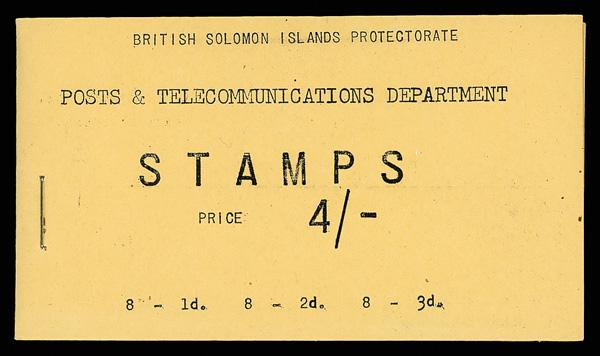 BRITISH SOLOMON ISLANDS PROTECTORATE
POSTS & TELECOMMUNICATIONS DEPARTMENT
STAMPS
PRICE 4/-
8 - 1d. 8 - 2d. 8 - 3d.